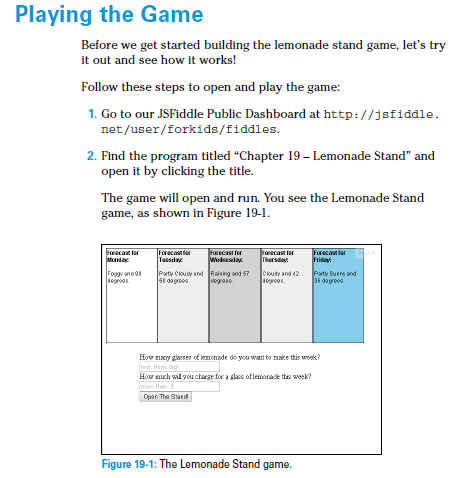 Playing the Game
Before we get started building the lemonade stand game, let's try
it out and see how it works!
Follow these steps to open and play the game:
1. Go to our JSFiddle Public Dashboard at http://jsfiddle.
net/user/forkids/fiddles.
2. Find the program titled “Chapter 19 – Lemonade Stand” and
open it by clicking the title.
The game will open and run. You see the Lemonade Stand
game, as shown in Figure 19-1.
Forecast for Monday: Forecast for Tuesday: Forecast for Wednesday: Forecast for Thursday: Forecast for Friday:
Foggy and degrees. Partly Cloudy and degrees. Raining and 57 degrees. Cloudy and 42 degrees. Partly Sunny and degrees.
How many glasses of lemonade do you want to make this week?
hint: think big!
How much will you charge for a glass of lemonade this week?
more than
Open The Stand!
Figure 19-1: The Lemonade Stand game.